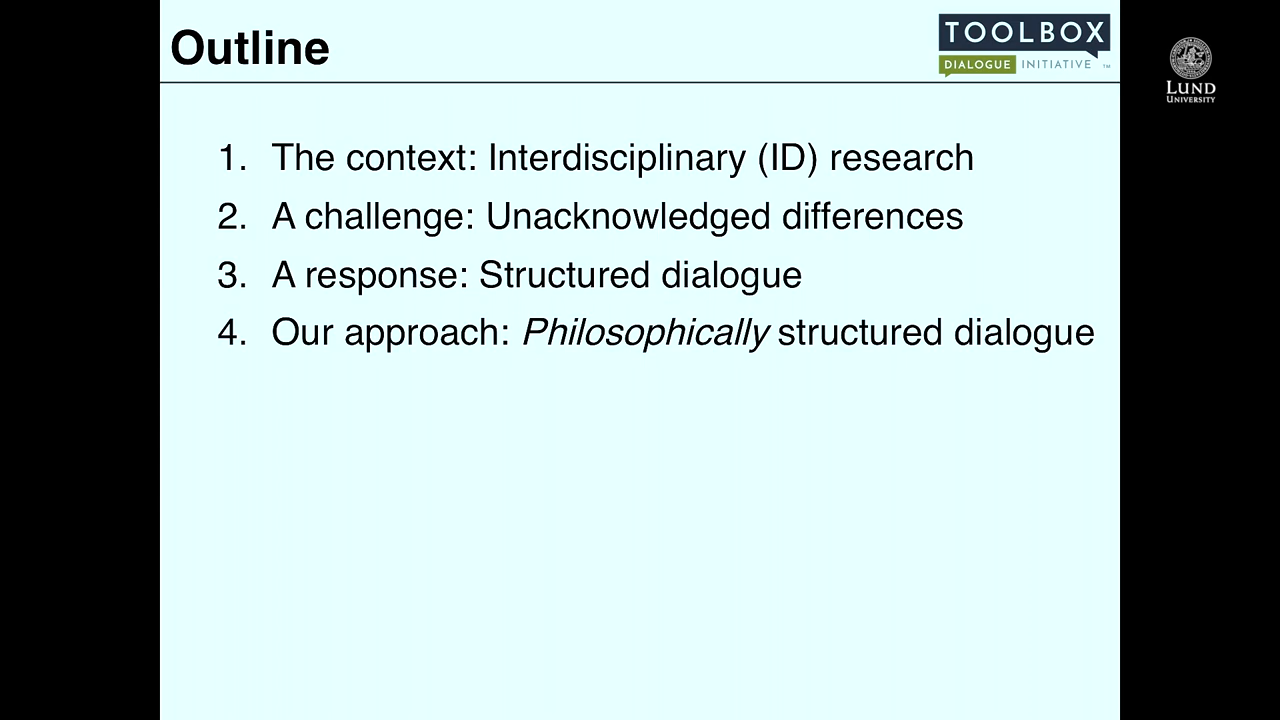 Outline
TOOLBOX
DIALOGUE INITIATIVE ™
LUND
UNIVERSITY
1. The context: Interdisciplinary (ID) research
2. A challenge: Unacknowledged differences
3. A response: Structured dialogue
4. Our approach: Philosophically structured dialogue